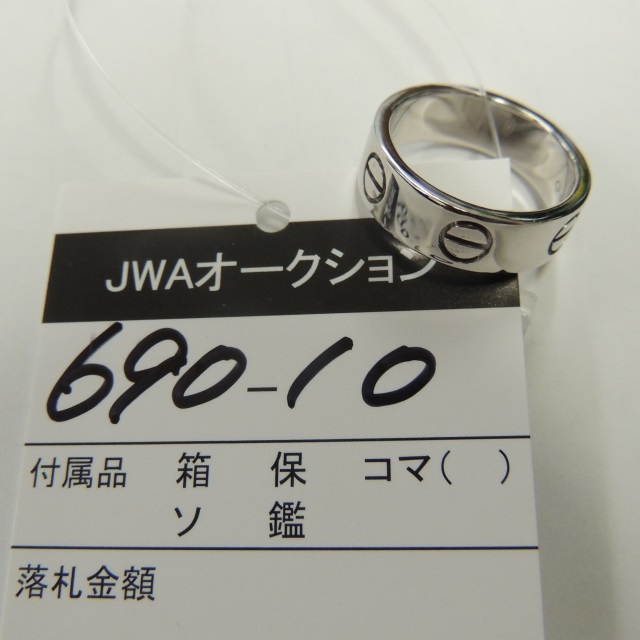 JWAオークション
690-10
付属品 箱 保 コマ( )
ソ 鑑
落札金額